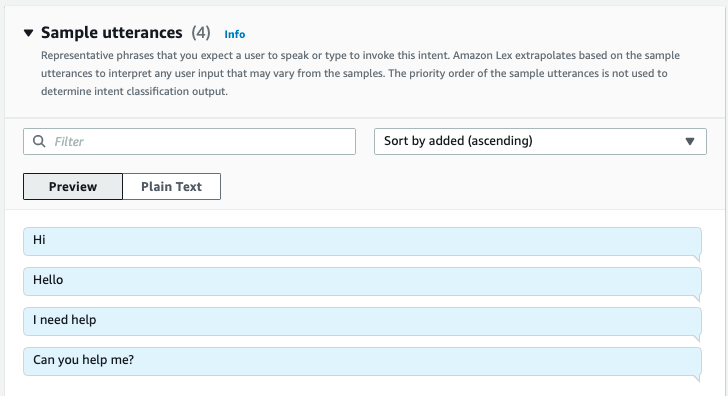 Sample utterances (4) Info
Representative phrases that you expect a user to speak or type to invoke this intent. Amazon Lex extrapolates based on the sample
utterances to interpret any user input that may vary from the samples. The priority order of the sample utterances is not used to
determine intent classification output.
Filter Sort by added (ascending)
Preview Plain Text
Hi
Hello
I need help
Can you help me?